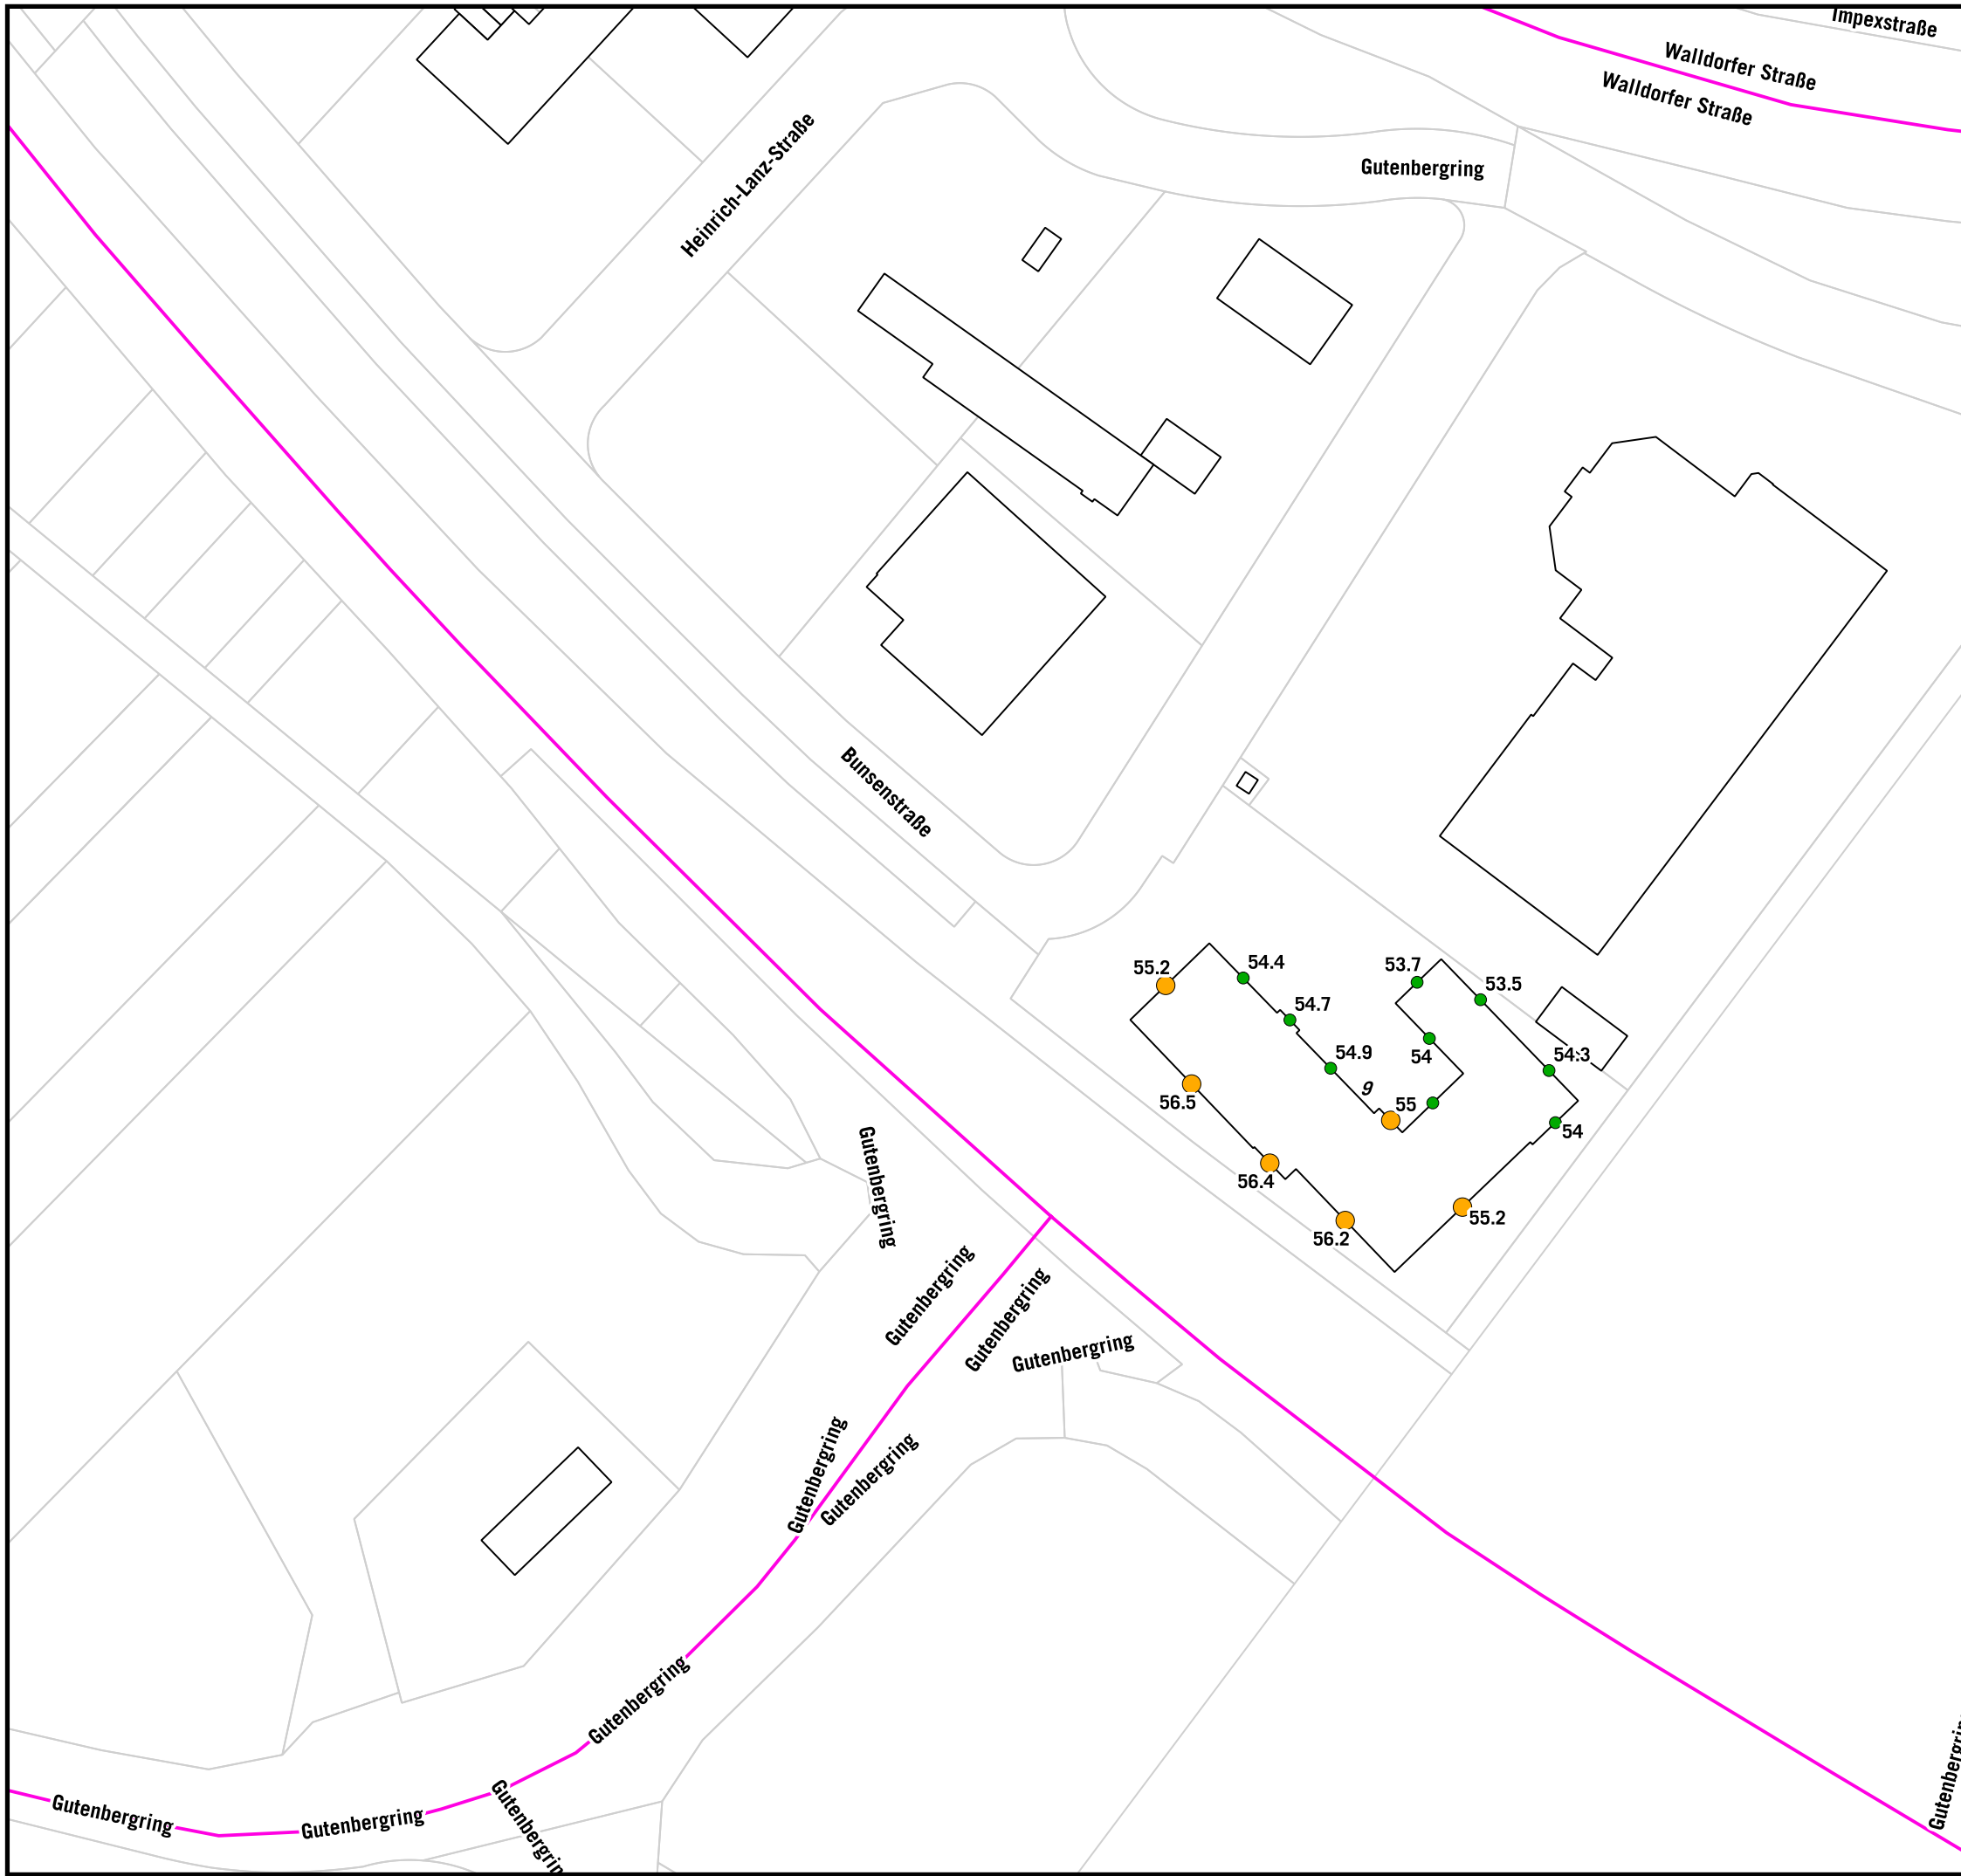 Impexstraße
Walldorfer Straße
Walldorfer Straße
Gutenbergring
Heinrich-Lanz-Straße
Bunsenstraße
55.2
54.4
53.7
53.5
54.7
54.9
54
54.3
9
55
56.5
54
56.4
55.2
56.2
Gutenbergring
Gutenbergring
Gutenbergring
Gutenbergring
Gutenbergring
Gutenbergring
Gutenbergring
Gutenbergring
Gutenbergring
Gutenbergrin
Gutenbergrin